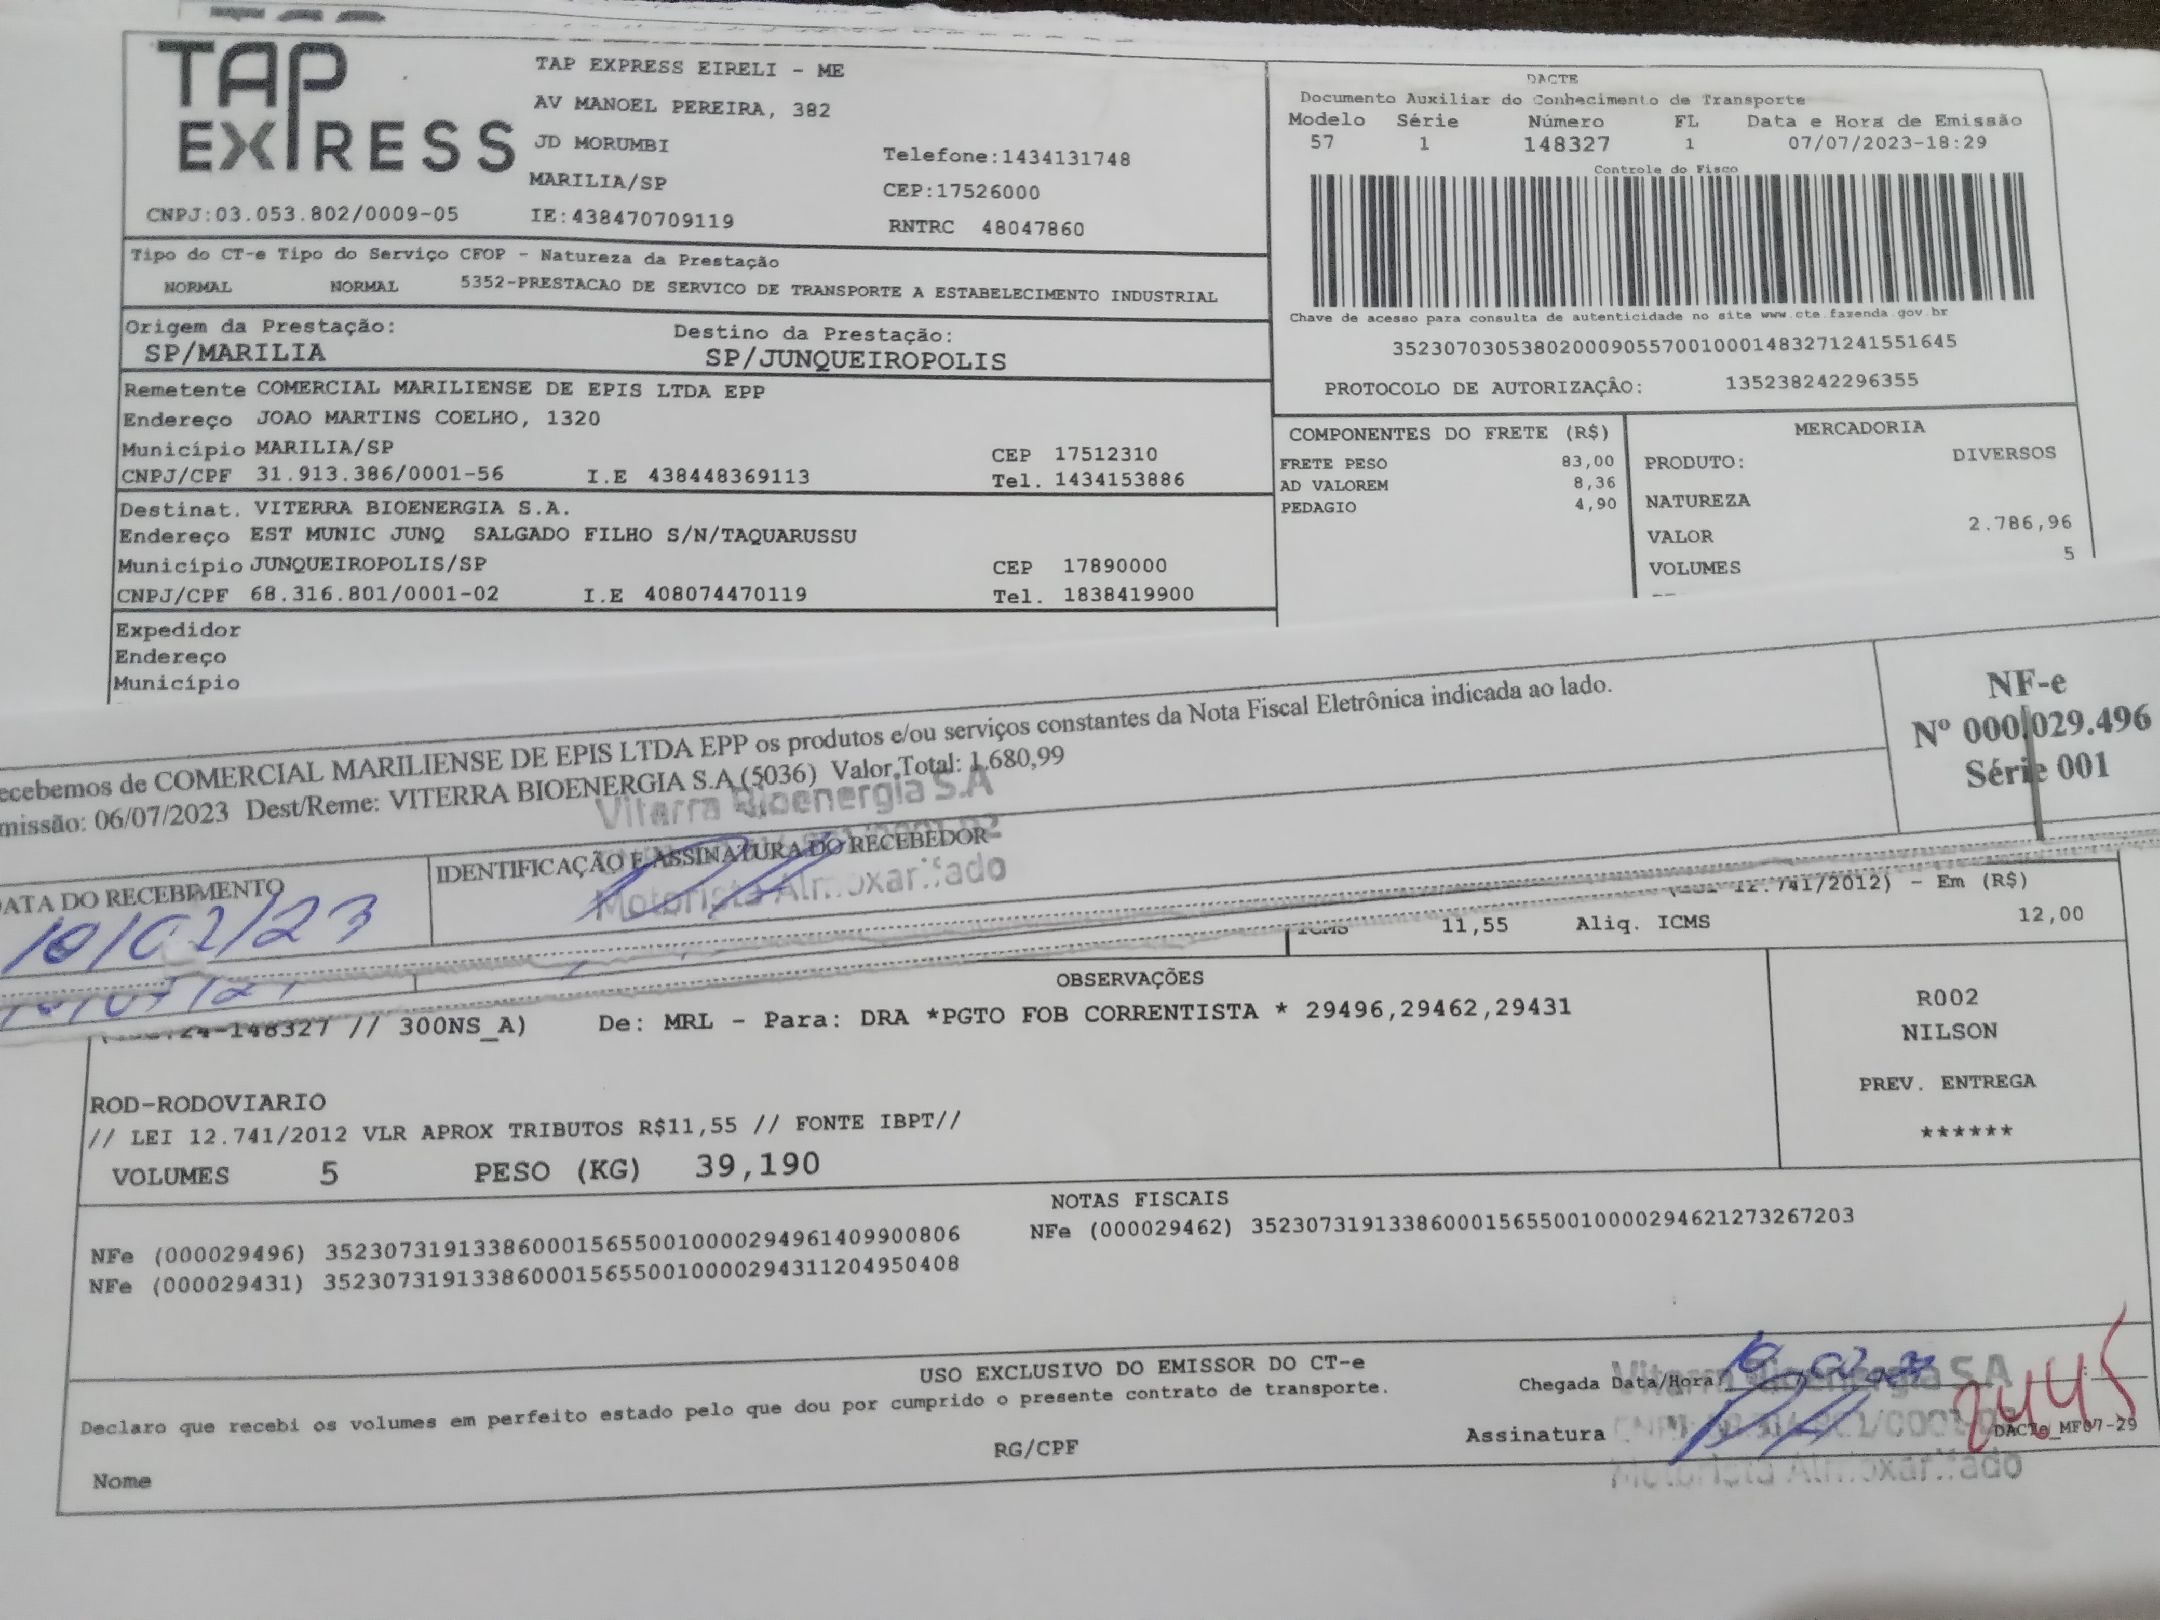 TAP
EXPRESS
TAP EXPRESS EIRELI - ME
AV MANOEL PEREIRA, 382
JD MORUMBI
Telefone:1434131748
MARILIA/SP
CEP:17526000
CNPJ:03.053.802/0009-05
IE:438470709119
RNTRC 48047860
DACTE
Documento Auxiliar do Conhecimento de Transporte
Modelo Série Número FL Data e Hora de Emissão
57 1 148327 1 07/07/2023-18:29
Controle do Fisco
Chave de acesso para consulta de autenticidade no site www.cte.fazenda.gov.br
35230703053802000905570010001483271241551645
PROTOCOLO DE AUTORIZAÇÃO: 135238242296355
Tipo do CT-e Tipo do Serviço CFOP - Natureza da Prestação
NORMAL NORMAL 5352-PRESTACAO DE SERVICO DE TRANSPORTE A ESTABELECIMENTO INDUSTRIAL
Origem da Prestação: Destino da Prestação:
SP/MARILIA SP/JUNQUEIROPOLIS
Remetente COMERCIAL MARILIENSE DE EPIS LTDA EPP
Endereço JOAO MARTINS COELHO, 1320
Município MARILIA/SP CEP 17512310
CNPJ/CPF 31.913.386/0001-56 I.E 438448369113 Tel. 1434153886
Destinat. VITERRA BIOENERGIA S.A.
Endereço EST MUNIC JUNQ SALGADO FILHO S/N/TAQUARUSSU
Município JUNQUEIROPOLIS/SP CEP 17890000
CNPJ/CPF 68.316.801/0001-02 I.E 408074470119 Tel. 1838419900
Expedidor
Endereço
Município
COMPONENTES DO FRETE (R$)
FRETE PESO 83,00
AD VALOREM 8,36
PEDAGIO 4,90
MERCADORIA
PRODUTO: DIVERSOS
NATUREZA
VALOR 2.786,96
VOLUMES 5
ecebemos de COMERCIAL MARILIENSE DE EPIS LTDA EPP os produtos e/ou serviços constantes da Nota Fiscal Eletrônica indicada ao lado.
missão: 06/07/2023 Dest/Reme: VITERRA BIOENERGIA S.A (5036) Valor Total: 1.680,99
NF-e
Nº 000.029.496
Série 001
DATA DO RECEBIMENTO
IDENTIFICAÇÃO E ASSINATURA DO RECEBEDOR
Viterra Bioenergia S.A
Motorista Almoxarifado
12.741/2012) - Em (R$)
ICMS 11,55 Aliq. ICMS 12,00
OBSERVAÇÕES
24-148327 // 300NS_A) De: MRL - Para: DRA *PGTO FOB CORRENTISTA * 29496,29462,29431
ROD-RODOVIARIO
// LEI 12.741/2012 VLR APROX TRIBUTOS R$11,55 // FONTE IBPT//
VOLUMES 5 PESO (KG) 39,190
R002
NILSON
PREV. ENTREGA
******
NOTAS FISCAIS
NFe (000029496) 35230731913386000156550010000294961409900806 NFe (000029462) 35230731913386000156550010000294621273267203
NFe (000029431) 35230731913386000156550010000294311204950408
USO EXCLUSIVO DO EMISSOR DO CT-e
Declaro que recebi os volumes em perfeito estado pelo que dou por cumprido o presente contrato de transporte.
Chegada Data/Hora:
Nome RG/CPF Assinatura
Viterra Bioenergia S.A
Motorista Almoxarifado
DACTe_MF07-29